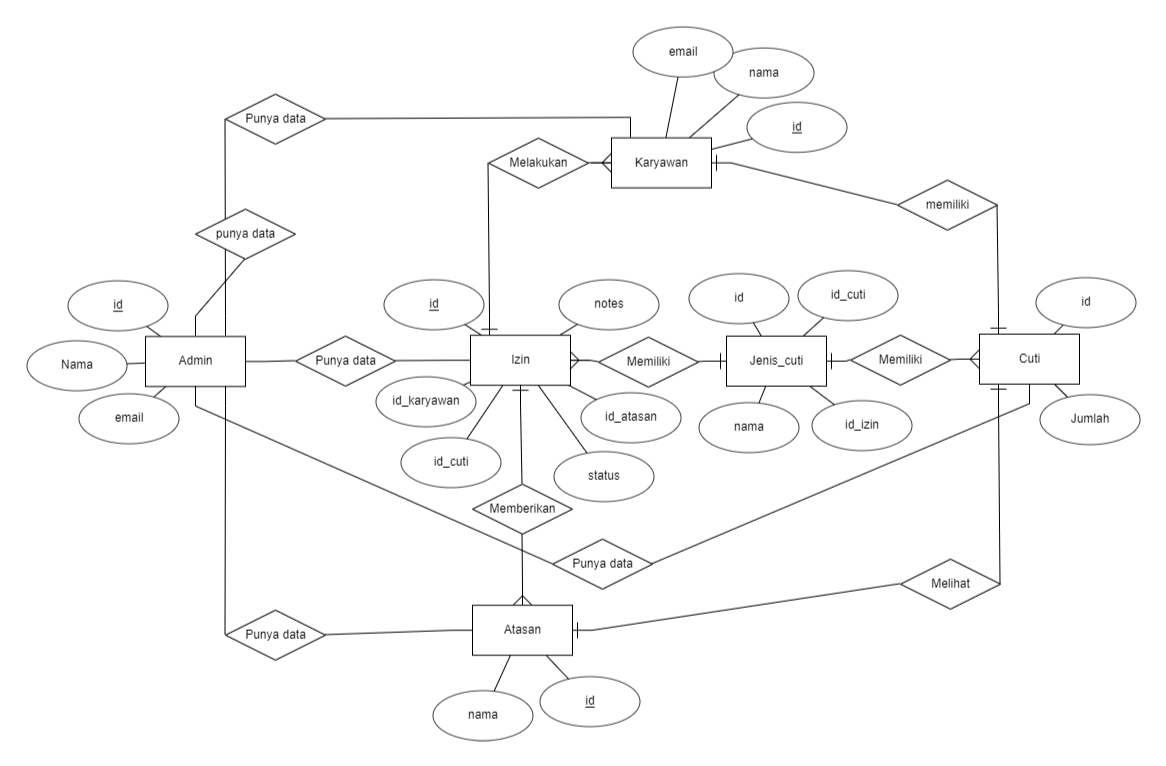 email
nama
Punya data
id
Melakukan
Karyawan
memiliki
punya data
id
id
notes
id
id_cuti
id
Nama
Admin
Punya data
Izin
Memiliki
Jenis_cuti
Memiliki
Cuti
email
id_karyawan
id_atasan
nama
id_izin
Jumlah
id_cuti
status
Memberikan
Punya data
Melihat
Punya data
Atasan
nama
id